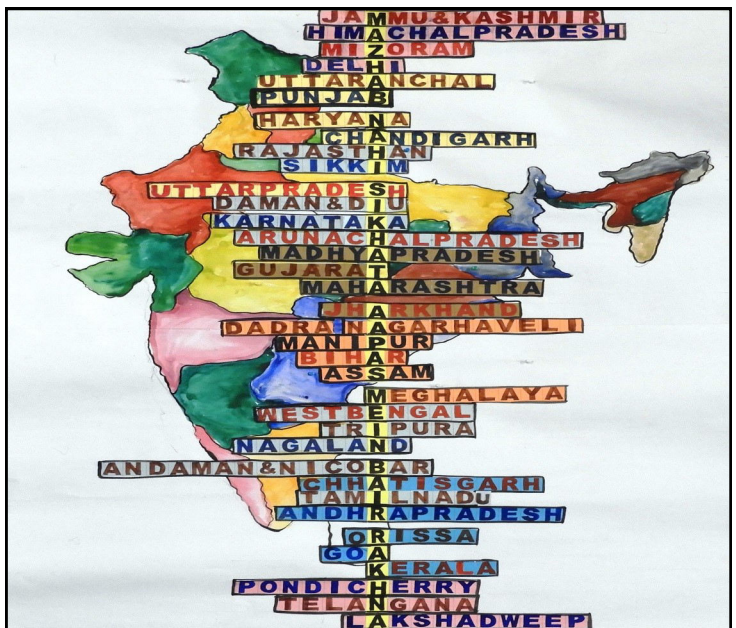 JAMMU&KASHMIR
HIMACHALPRADESH
MIZORAM
DELHI
UTTARANCHAL
PUNJAB
HARYANA
CHANDIGARH
RAJASTHAN
SIKKIM
UTTARPRADESH
DAMAN&DIU
KARNATAKA
ARUNACHALPRADESH
MADHYAPRADESH
GUJARAT
MAHARASHTRA
JHARKHAND
DADRANAGARHAVELI
MANIPUR
BIHAR
ASSAM
MEGHALAYA
WESTBENGAL
TRIPURA
NAGALAND
ANDAMAN&NICOBAR
CHHATISGARH
TAMILNADU
ANDHRAPRADESH
ORISSA
GOA
KERALA
PONDICHERRY
TELANGANA
LAKSHADWEEP